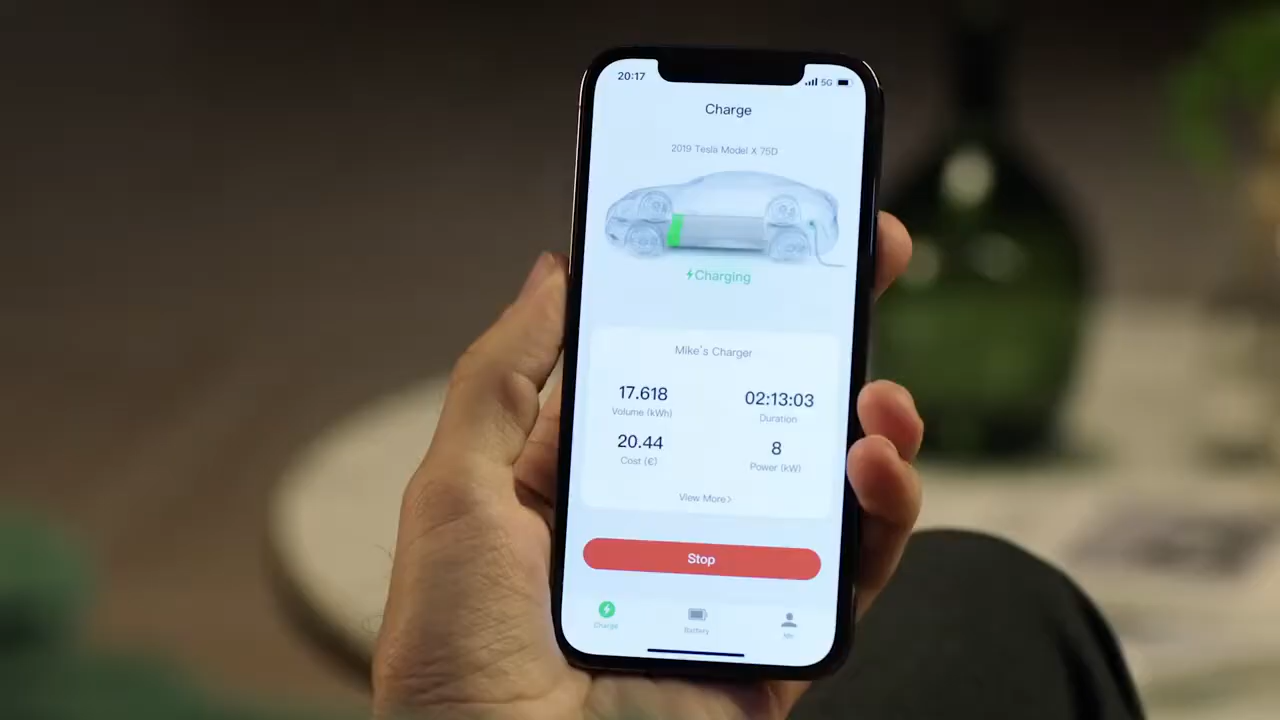 20:17
5G
Charge
2019 Tesla Model X 75D
Charging
Mike's Charger
17.618
02:13:03
Volume (kWh)
Duration
20.44
8
Cost (€)
Power (kW)
View More>
Stop
Charge
Battery
Me